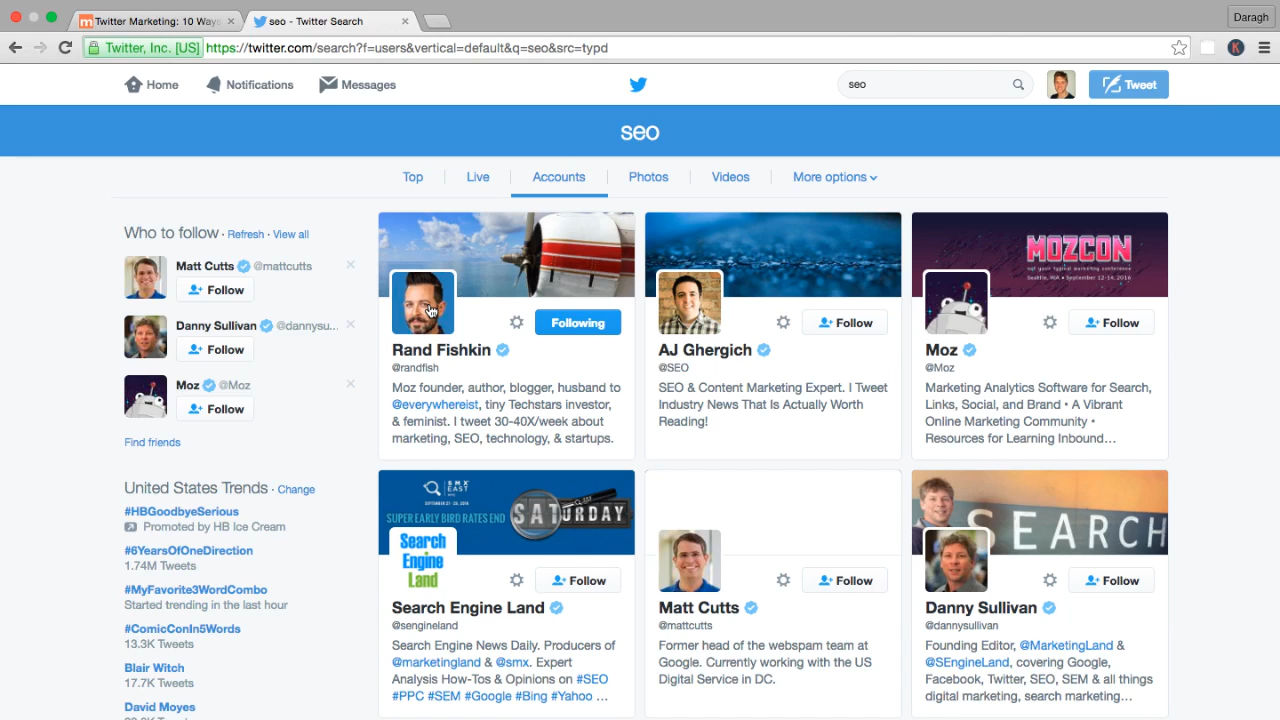 Twitter Marketing: 10 Ways
seo - Twitter Search
Daragh
Twitter, Inc. [US] https://twitter.com/search?f=users&vertical=default&q=seo&src=typd
K
Home
Notifications
Messages
seo
Tweet
seo
Top
Live
Accounts
Photos
Videos
More options
Who to follow · Refresh · View all
Matt Cutts @mattcutts
Follow
Danny Sullivan @dannysu...
Follow
Moz @Moz
Follow
Find friends
United States Trends · Change
#HBGoodbyeSerious
Promoted by HB Ice Cream
#6YearsOfOneDirection
1.74M Tweets
#MyFavorite3WordCombo
Started trending in the last hour
#ComicConIn5Words
13.3K Tweets
Blair Witch
17.7K Tweets
David Moyes
Following
Rand Fishkin
@randfish
Moz founder, author, blogger, husband to
@everywhereist, tiny Techstars investor,
& feminist. I tweet 30-40X/week about
marketing, SEO, technology, & startups.
Follow
AJ Ghergich
@SEO
SEO & Content Marketing Expert. I Tweet
Industry News That Is Actually Worth
Reading!
MOZCON
Seattle, WA • September 12-14, 2016
Follow
Moz
@Moz
Marketing Analytics Software for Search,
Links, Social, and Brand • A Vibrant
Online Marketing Community •
Resources for Learning Inbound...
SMX
EAST
SUPER EARLY BIRD RATES END
SATURDAY
Search
Engine
Land
Follow
Search Engine Land
@sengineland
Search Engine News Daily. Producers of
@marketingland & @smx. Expert
Analysis How-Tos & Opinions on #SEO
#PPC #SEM #Google #Bing #Yahoo ...
Follow
Matt Cutts
@mattcutts
Former head of the webspam team at
Google. Currently working with the US
Digital Service in DC.
SEARCH
Follow
Danny Sullivan
@dannysullivan
Founding Editor, @MarketingLand &
@SEngineLand, covering Google,
Facebook, Twitter, SEO, SEM & all things
digital marketing, search marketing...